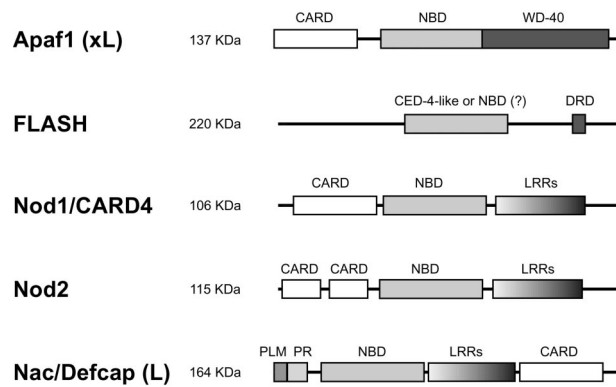 CARD NBD WD-40
Apaf1 (xL) 137 KDa
CED-4-like or NBD (?) DRD
FLASH 220 KDa
CARD NBD LRRs
Nod1/CARD4 106 KDa
CARD CARD NBD LRRs
Nod2 115 KDa
PLM PR NBD LRRs CARD
Nac/Defcap (L) 164 KDa